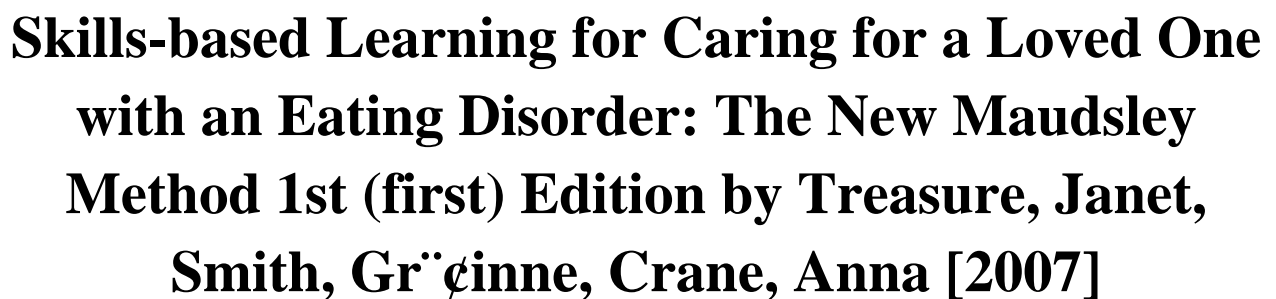 Skills-based Learning for Caring for a Loved One
with an Eating Disorder: The New Maudsley
Method 1st (first) Edition by Treasure, Janet,
Smith, Gr¨¢inne, Crane, Anna [2007]